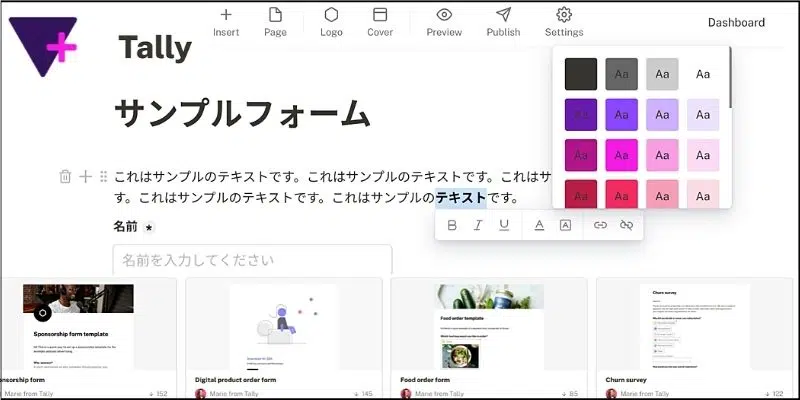 Insert
Page
Logo
Cover
Preview
Publish
Settings
Dashboard
Tally
サンプルフォーム
Aa Aa Aa
Aa Aa Aa Aa
Aa Aa Aa Aa
Aa Aa Aa Aa
これはサンプルのテキストです。これはサンプルのテキストです。これはサ
す。これはサンプルのテキストです。これはサンプルのテキストです。
B I U A A
名前 *
名前を入力してください
Sponsorship form template
Food order template
Churn survey
onsorship form
Marie from Tally
152
Digital product order form
Marie from Tally
145
Food order form
Marie from Tally
85
Churn survey
Marie from Tally
122